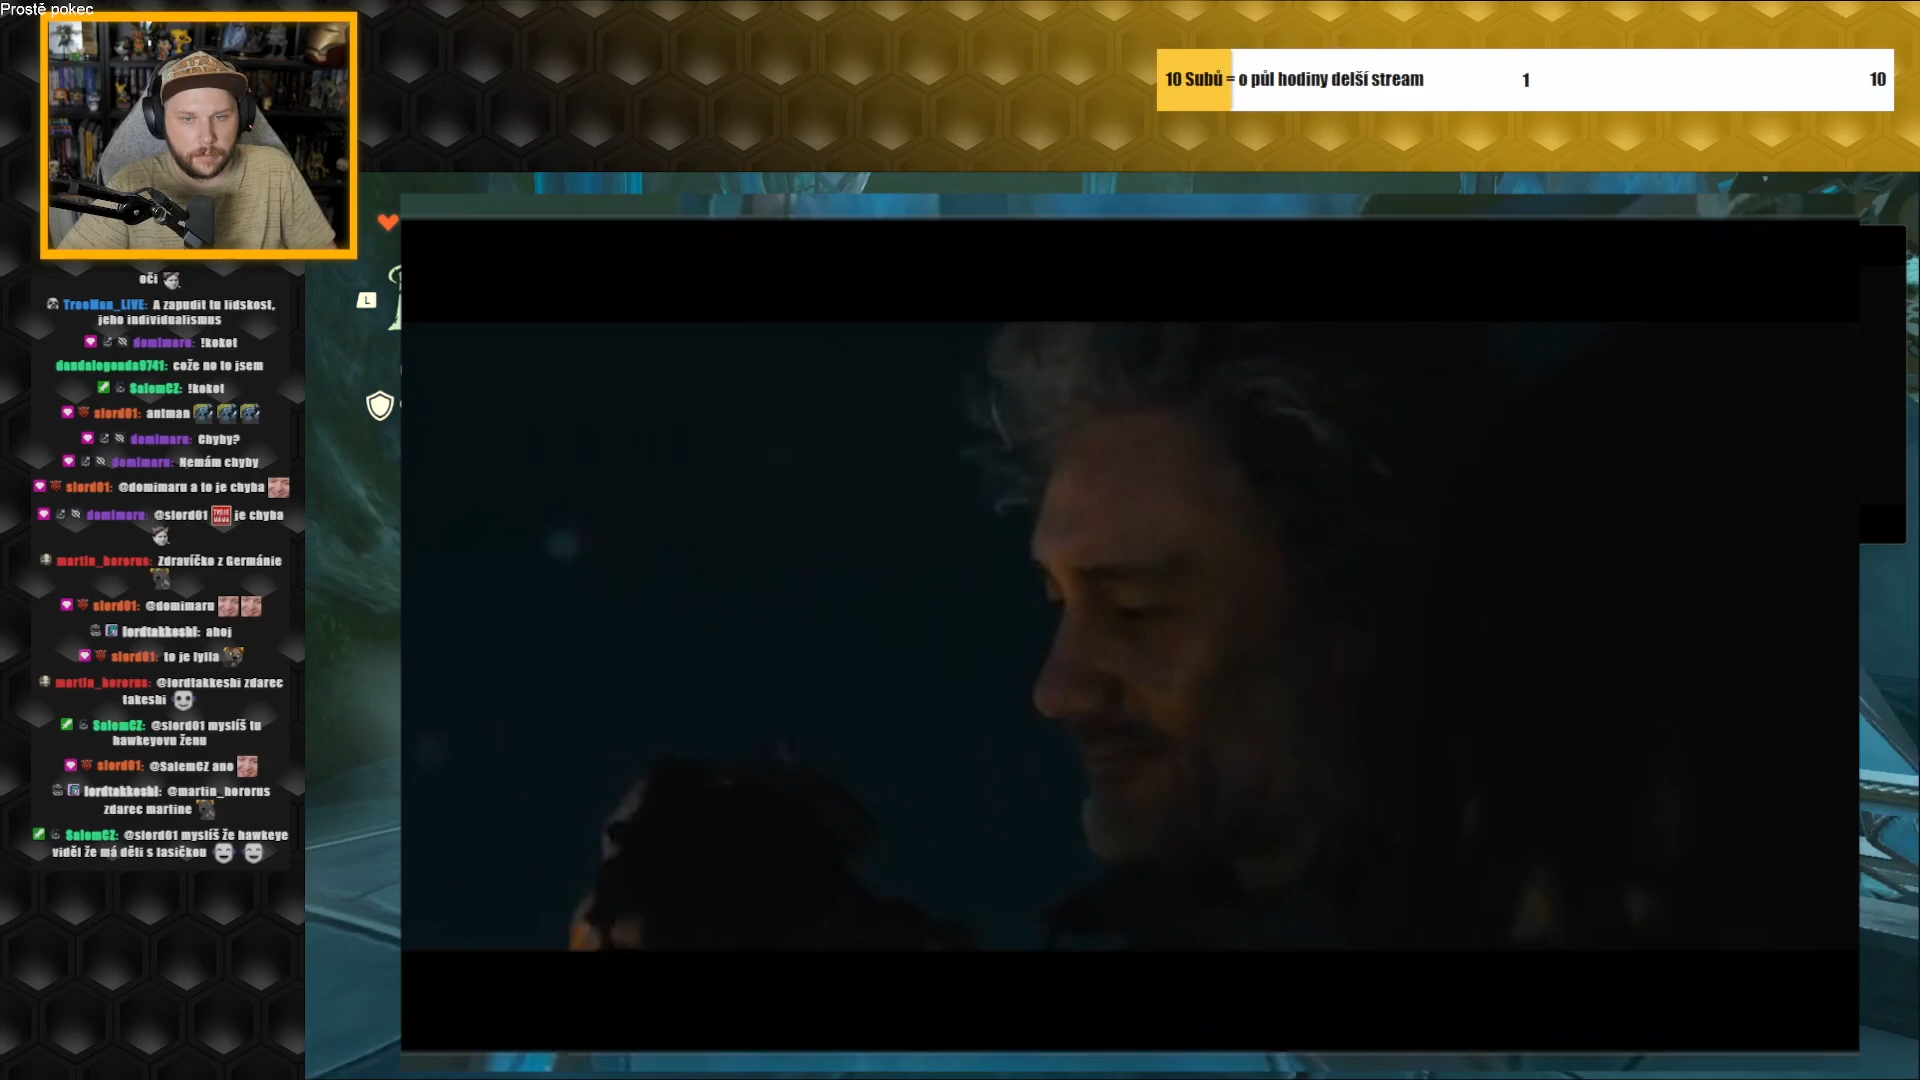 Prostě pokec
10 Subů = o půl hodiny delší stream 1 10
L
oči
TreeMan_LIVE: A zapudit tu lidskost,
jeho individualismus
domimaru: !kokot
dandalogonda9741: cože no to jsem
SalemCZ: !kokot
slord01: antman
domimaru: Chyby?
domimaru: Nemám chyby
slord01: @domimaru a to je chyba
domimaru: @slord01 TVOJE MÁMA je chyba
martin_hororus: Zdravíčko z Germánie
slord01: @domimaru
lordtakkeshi: ahoj
slord01: to je lylla
martin_hororus: @lordtakkeshi zdarec
takeshi
SalemCZ: @slord01 myslíš tu
hawkeyovu ženu
slord01: @SalemCZ ano
lordtakkeshi: @martin_hororus
zdarec martine
SalemCZ: @slord01 myslíš že hawkeye
viděl že má děti s lasičkou